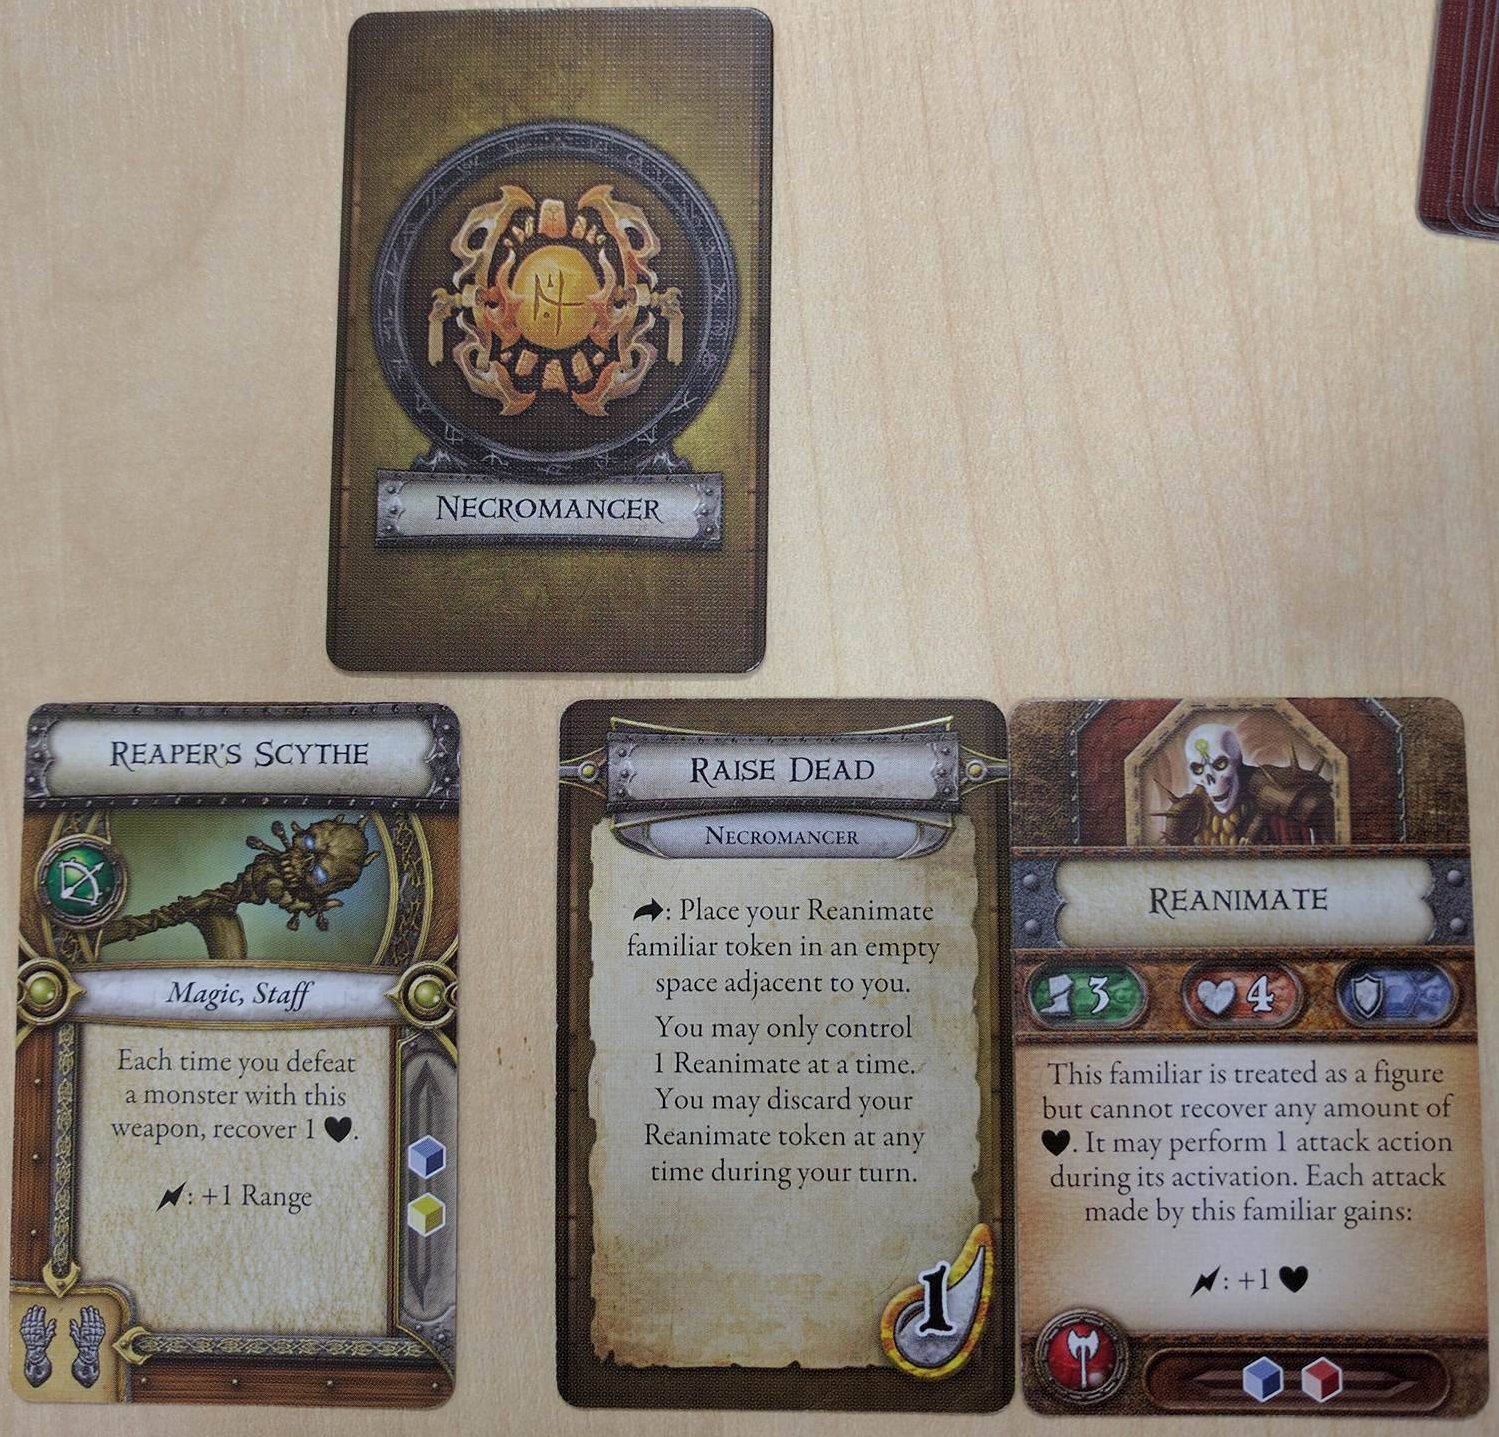 NECROMANCER
REAPER'S SCYTHE
Magic, Staff
Each time you defeat
a monster with this
weapon, recover 1 ♥.
: +1 Range
RAISE DEAD
NECROMANCER
: Place your Reanimate
familiar token in an empty
space adjacent to you.
You may only control
1 Reanimate at a time.
You may discard your
Reanimate token at any
time during your turn.
1
REANIMATE
3
4
This familiar is treated as a figure
but cannot recover any amount of
♥. It may perform 1 attack action
during its activation. Each attack
made by this familiar gains:
: +1 ♥